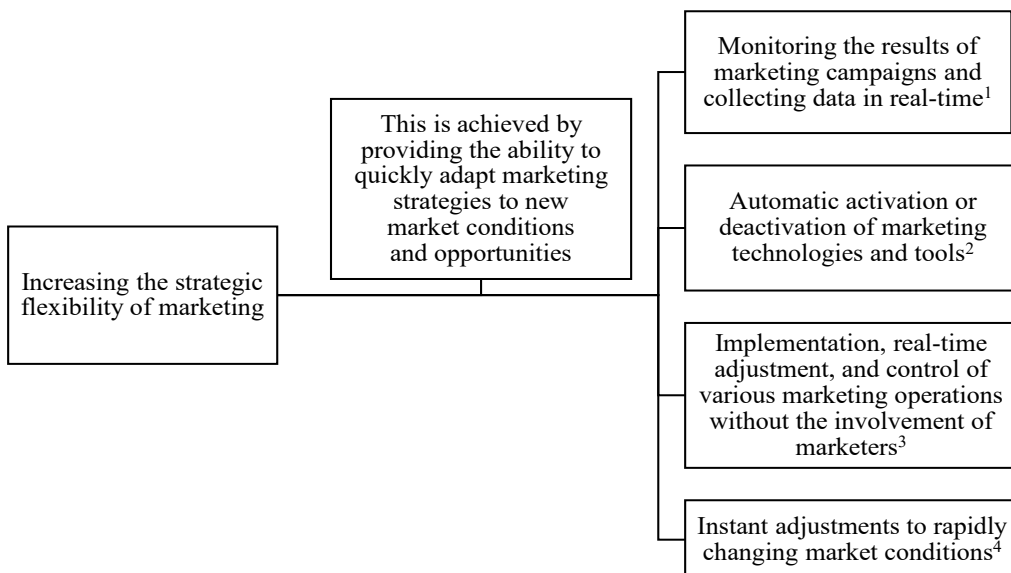 Increasing the strategic
flexibility of marketing
This is achieved by
providing the ability to
quickly adapt marketing
strategies to new
market conditions
and opportunities
Monitoring the results of
marketing campaigns and
collecting data in real-time¹
Automatic activation or
deactivation of marketing
technologies and tools²
Implementation, real-time
adjustment, and control of
various marketing operations
without the involvement of
marketers³
Instant adjustments to rapidly
changing market conditions⁴